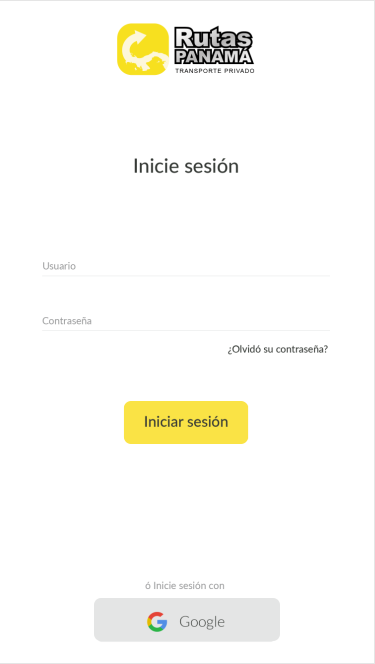 Rutas
PANAMÁ
TRANSPORTE PRIVADO
Inicie sesión
Usuario
Contraseña
¿Olvidó su contraseña?
Iniciar sesión
ó Inicie sesión con
Google